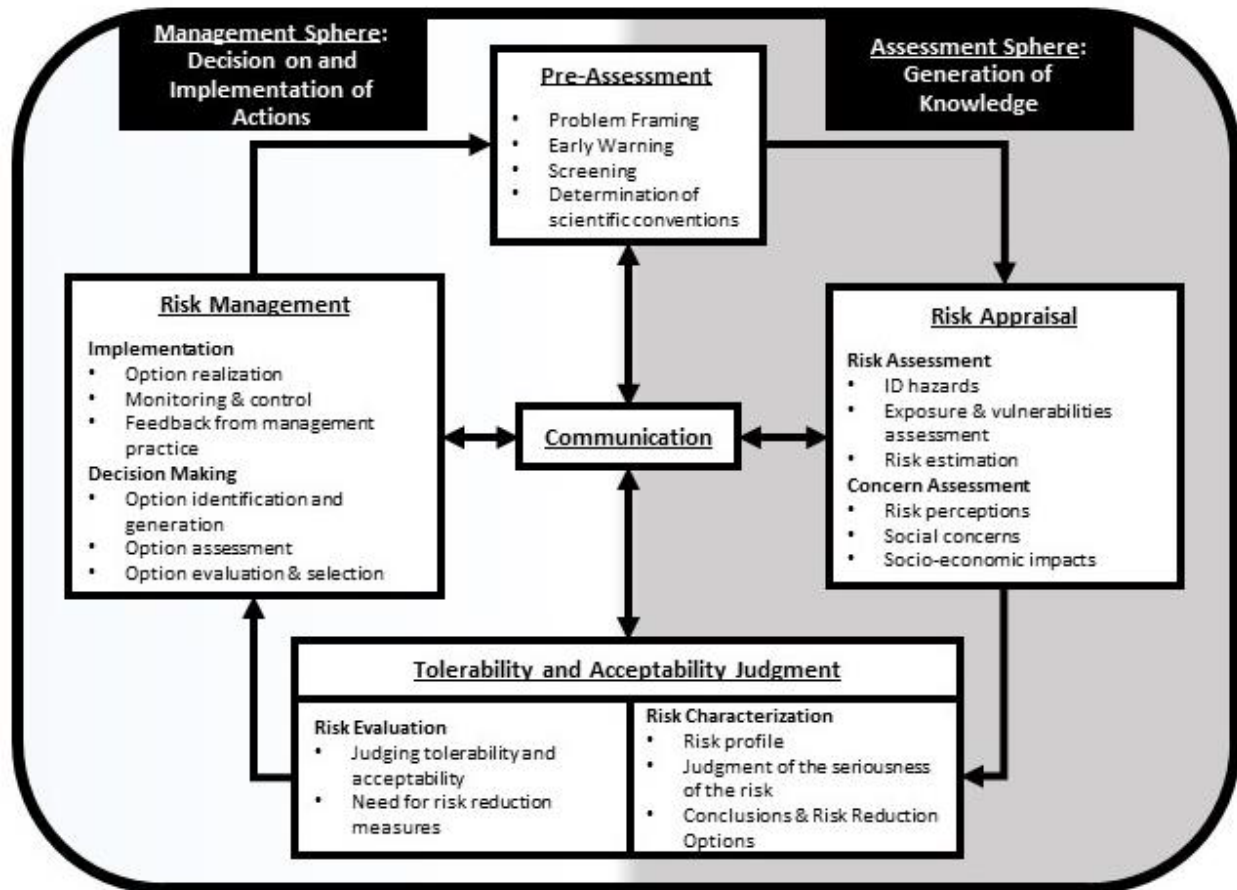 Management Sphere:
Decision on and
Implementation of
Actions
Assessment Sphere:
Generation of
Knowledge
Pre-Assessment
• Problem Framing
• Early Warning
• Screening
• Determination of
scientific conventions
Risk Management
Implementation
• Option realization
• Monitoring & control
• Feedback from management
practice
Decision Making
• Option identification and
generation
• Option assessment
• Option evaluation & selection
Communication
Risk Appraisal
Risk Assessment
• ID hazards
• Exposure & vulnerabilities
assessment
• Risk estimation
Concern Assessment
• Risk perceptions
• Social concerns
• Socio-economic impacts
Tolerability and Acceptability Judgment
Risk Evaluation
• Judging tolerability and
acceptability
• Need for risk reduction
measures
Risk Characterization
• Risk profile
• Judgment of the seriousness
of the risk
• Conclusions & Risk Reduction
Options